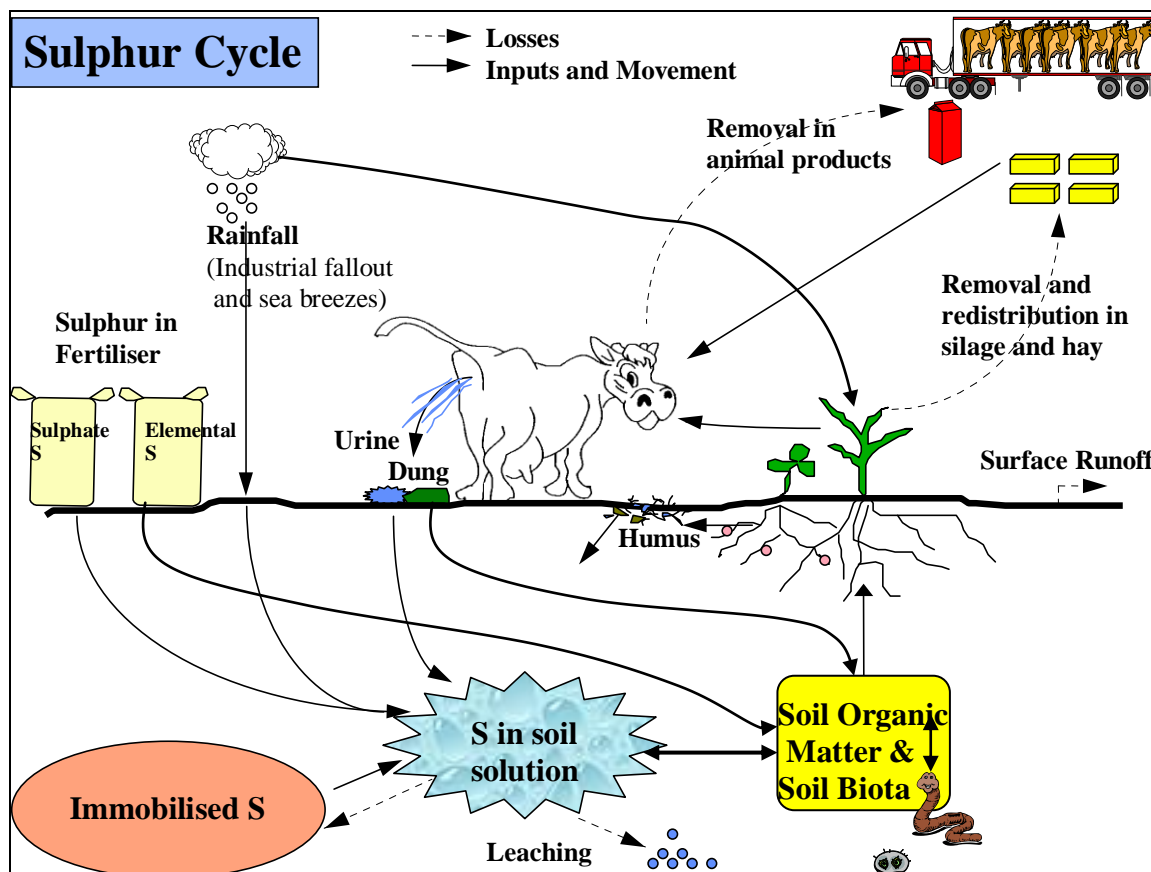 Sulphur Cycle
Losses
Inputs and Movement
Removal in
animal products
Rainfall
(Industrial fallout
and sea breezes)
Removal and
redistribution in
silage and hay
Sulphur in
Fertiliser
Sulphate
S
Elemental
S
Urine
Dung
Surface Runoff
Humus
S in soil
solution
Soil Organic
Matter &
Soil Biota
Immobilised S
Leaching